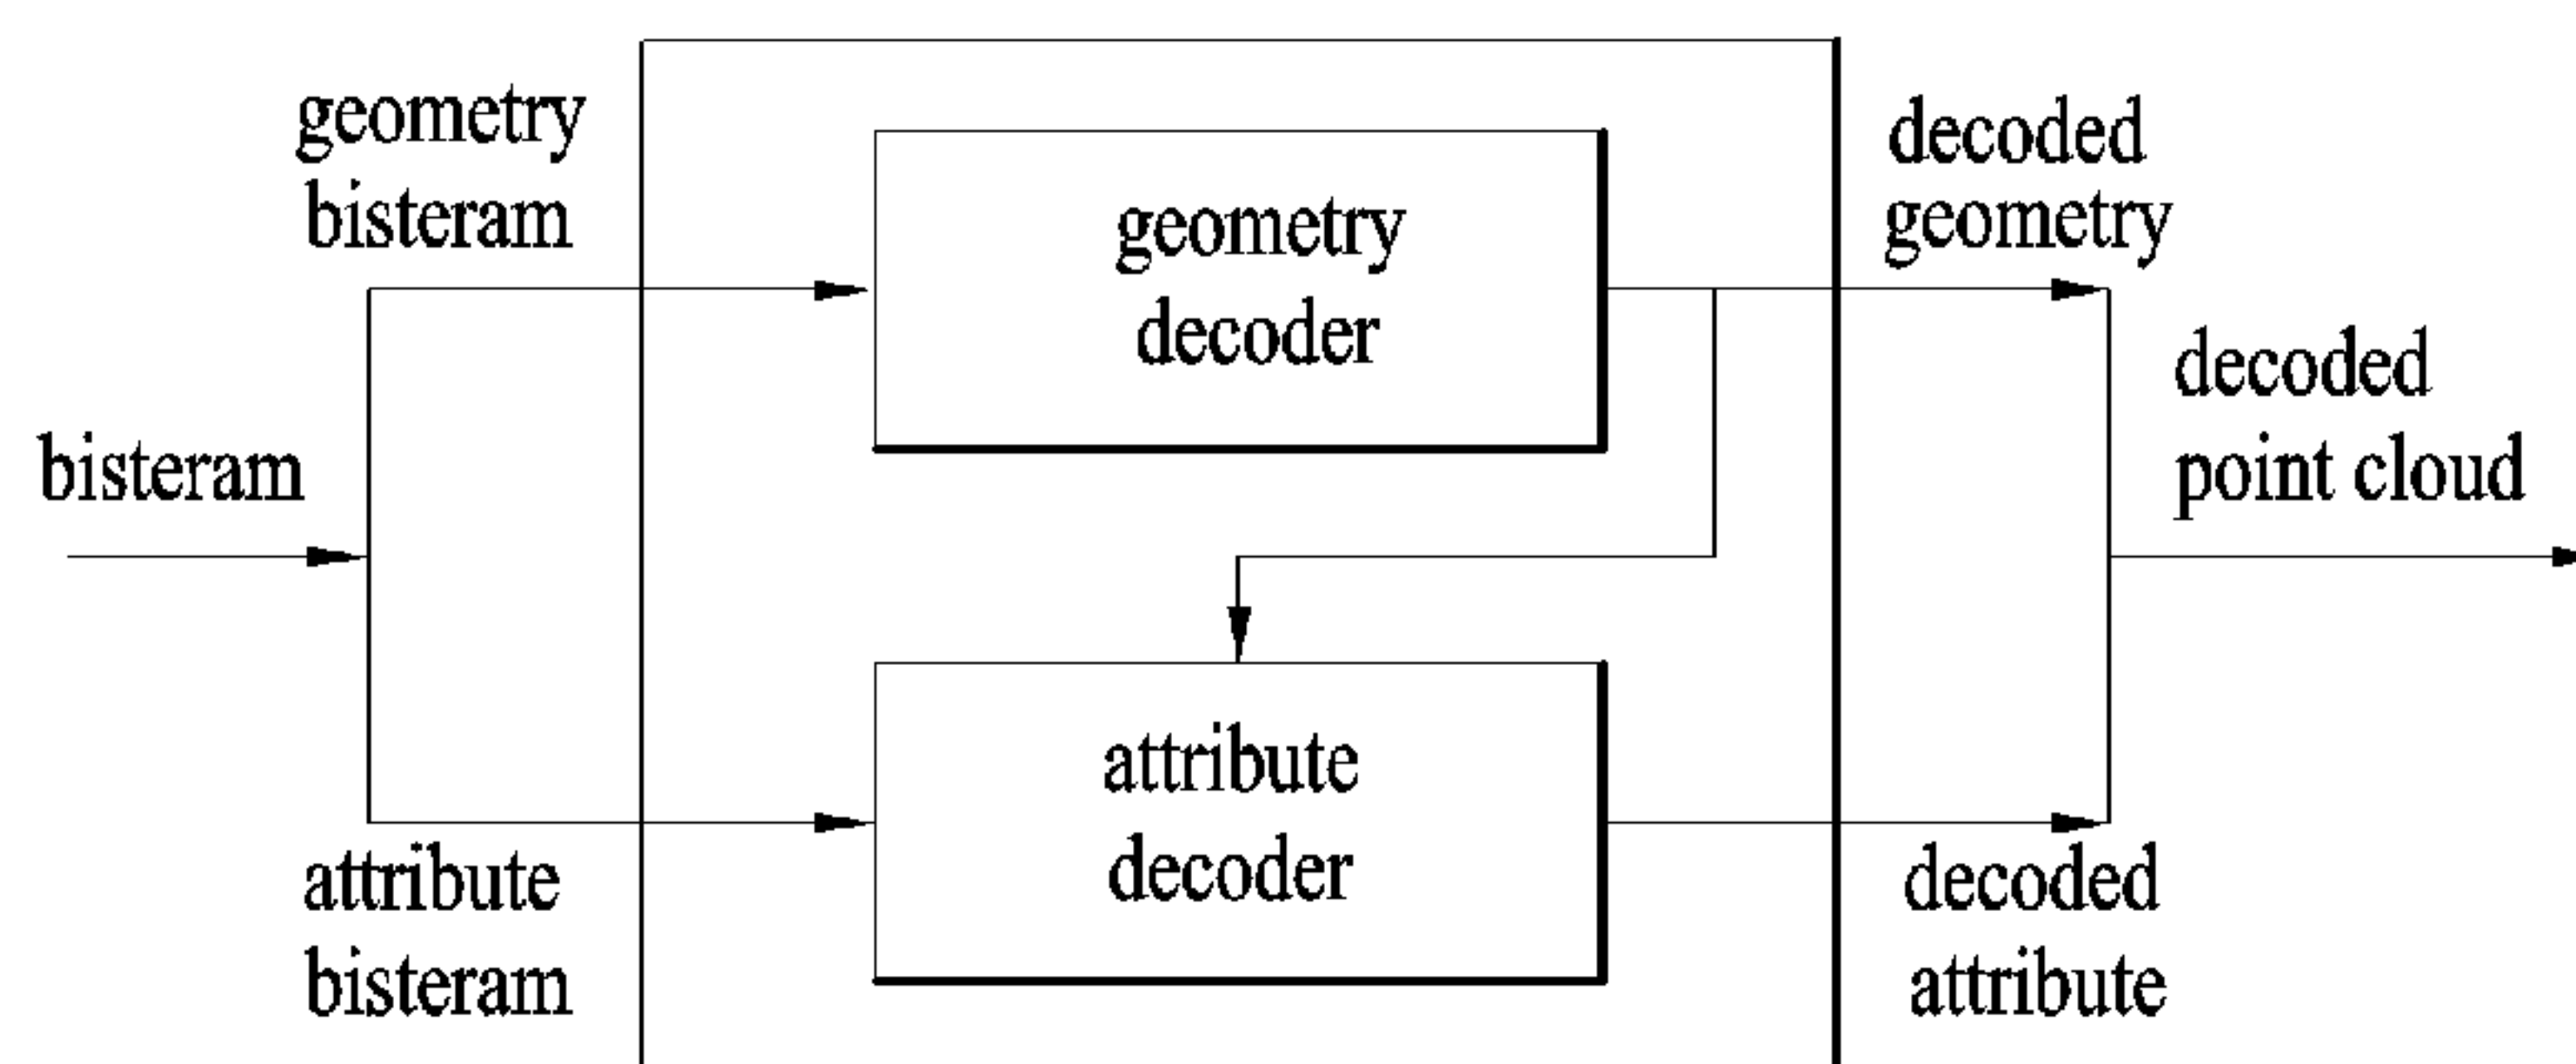 geometry
bisteram
decoded
geometry
geometry
decoder
bisteram
decoded
point cloud
attribute
decoder
attribute
bisteram
decoded
attribute